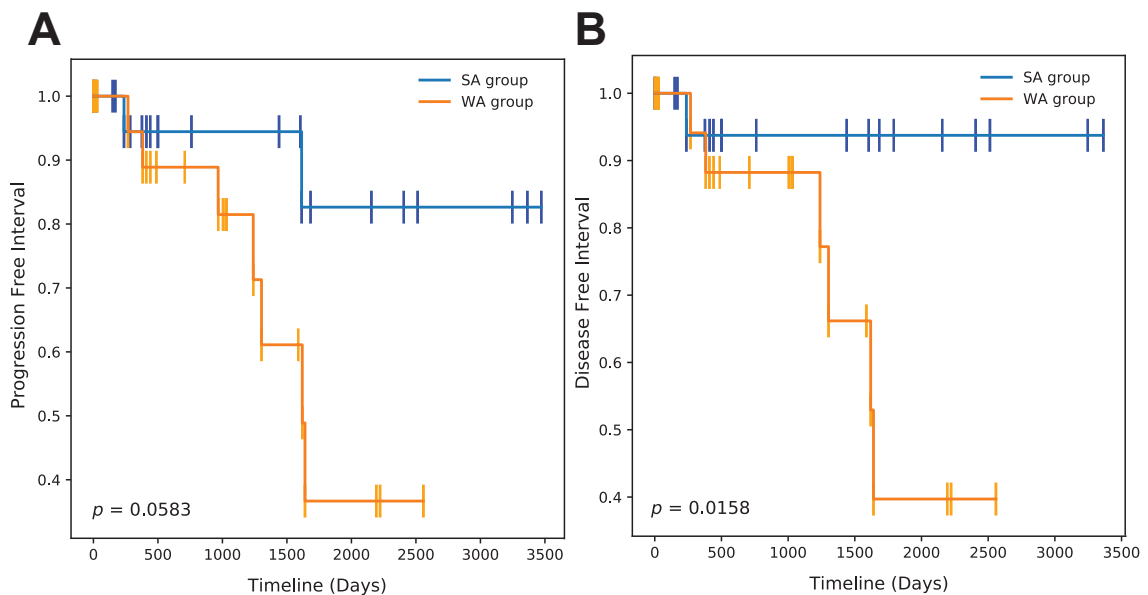 A
SA group
WA group
1.0
0.9
0.8
0.7
0.6
0.5
0.4
Progression Free Interval
p = 0.0583
0 500 1000 1500 2000 2500 3000 3500
Timeline (Days)
B
SA group
WA group
1.0
0.9
0.8
0.7
0.6
0.5
0.4
Disease Free Interval
p = 0.0158
0 500 1000 1500 2000 2500 3000 3500
Timeline (Days)